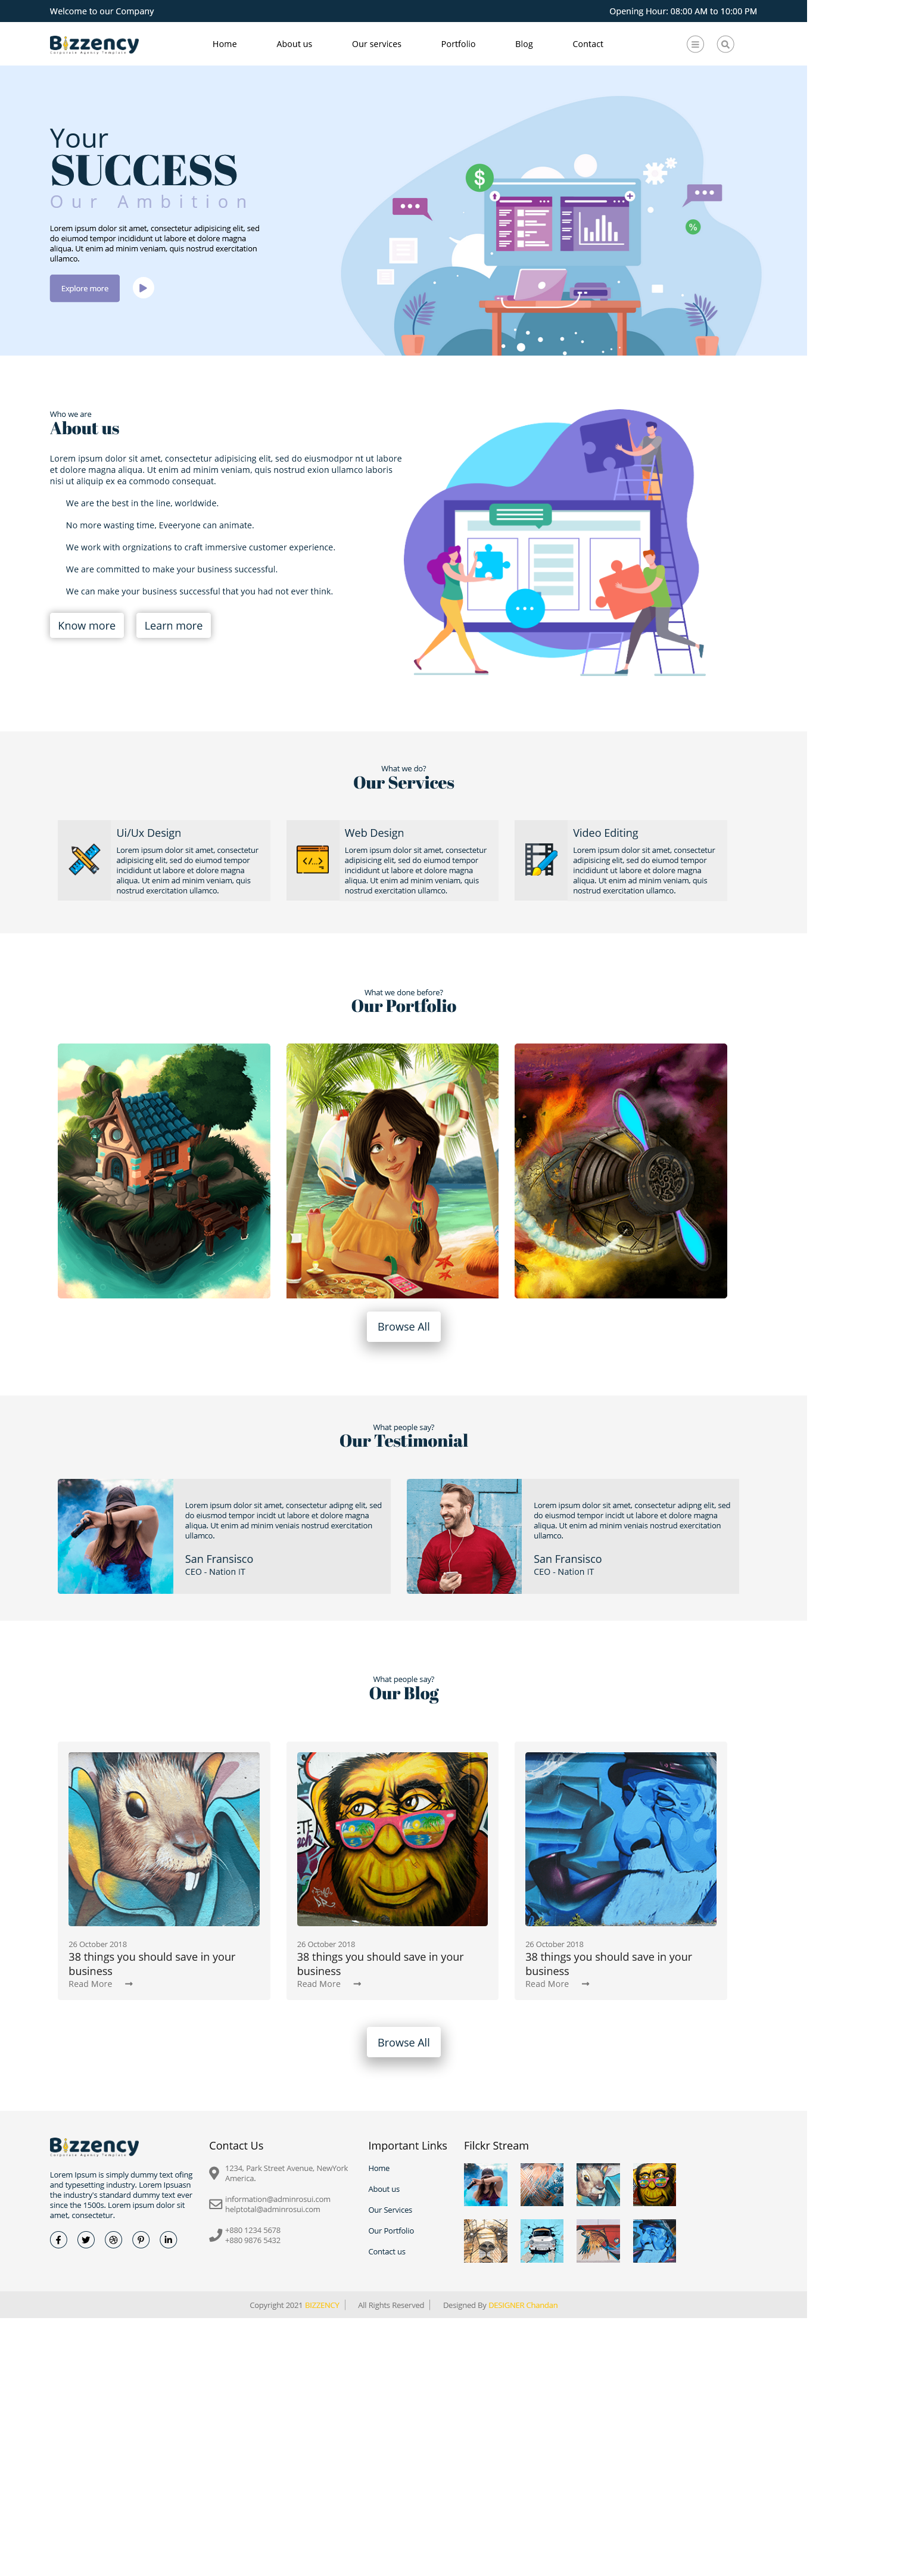 Welcome to our Company
Opening Hour: 08:00 AM to 10:00 PM
Bizzency
Corporate Agency Template
Home
About us
Our services
Portfolio
Blog
Contact
Your
SUCCESS
Our Ambition
Lorem ipsum dolor sit amet, consectetur adipisicing elit, sed
do eiumod tempor incididunt ut labore et dolore magna
aliqua. Ut enim ad minim veniam, quis nostrud exercitation
ullamco.
Explore more
$
%
Who we are
About us
Lorem ipsum dolor sit amet, consectetur adipisicing elit, sed do eiusmodpor nt ut labore
et dolore magna aliqua. Ut enim ad minim veniam, quis nostrud exion ullamco laboris
nisi ut aliquip ex ea commodo consequat.
We are the best in the line, worldwide.
No more wasting time, Eveeryone can animate.
We work with orgnizations to craft immersive customer experience.
We are committed to make your business successful.
We can make your business successful that you had not ever think.
Know more
Learn more
What we do?
Our Services
Ui/Ux Design
Lorem ipsum dolor sit amet, consectetur
adipisicing elit, sed do eiumod tempor
incididunt ut labore et dolore magna
aliqua. Ut enim ad minim veniam, quis
nostrud exercitation ullamco.
</...>
Web Design
Lorem ipsum dolor sit amet, consectetur
adipisicing elit, sed do eiumod tempor
incididunt ut labore et dolore magna
aliqua. Ut enim ad minim veniam, quis
nostrud exercitation ullamco.
Video Editing
Lorem ipsum dolor sit amet, consectetur
adipisicing elit, sed do eiumod tempor
incididunt ut labore et dolore magna
aliqua. Ut enim ad minim veniam, quis
nostrud exercitation ullamco.
What we done before?
Our Portfolio
Browse All
What people say?
Our Testimonial
Lorem ipsum dolor sit amet, consectetur adipng elit, sed
do eiusmod tempor incidt ut labore et dolore magna
aliqua. Ut enim ad minim veniais nostrud exercitation
ullamco.
San Fransisco
CEO - Nation IT
Lorem ipsum dolor sit amet, consectetur adipng elit, sed
do eiusmod tempor incidt ut labore et dolore magna
aliqua. Ut enim ad minim veniais nostrud exercitation
ullamco.
San Fransisco
CEO - Nation IT
What people say?
Our Blog
26 October 2018
38 things you should save in your
business
Read More
26 October 2018
38 things you should save in your
business
Read More
26 October 2018
38 things you should save in your
business
Read More
Browse All
Bizzency
Corporate Agency Template
Lorem Ipsum is simply dummy text ofing
and typesetting industry. Lorem Ipsuasn
the industry's standard dummy text ever
since the 1500s. Lorem ipsum dolor sit
amet, consectetur.
Contact Us
1234, Park Street Avenue, NewYork
America.
information@adminrosui.com
helptotal@adminrosui.com
+880 1234 5678
+880 9876 5432
Important Links
Home
About us
Our Services
Our Portfolio
Contact us
Filckr Stream
Copyright 2021 BIZZENCY
All Rights Reserved
Designed By DESIGNER Chandan